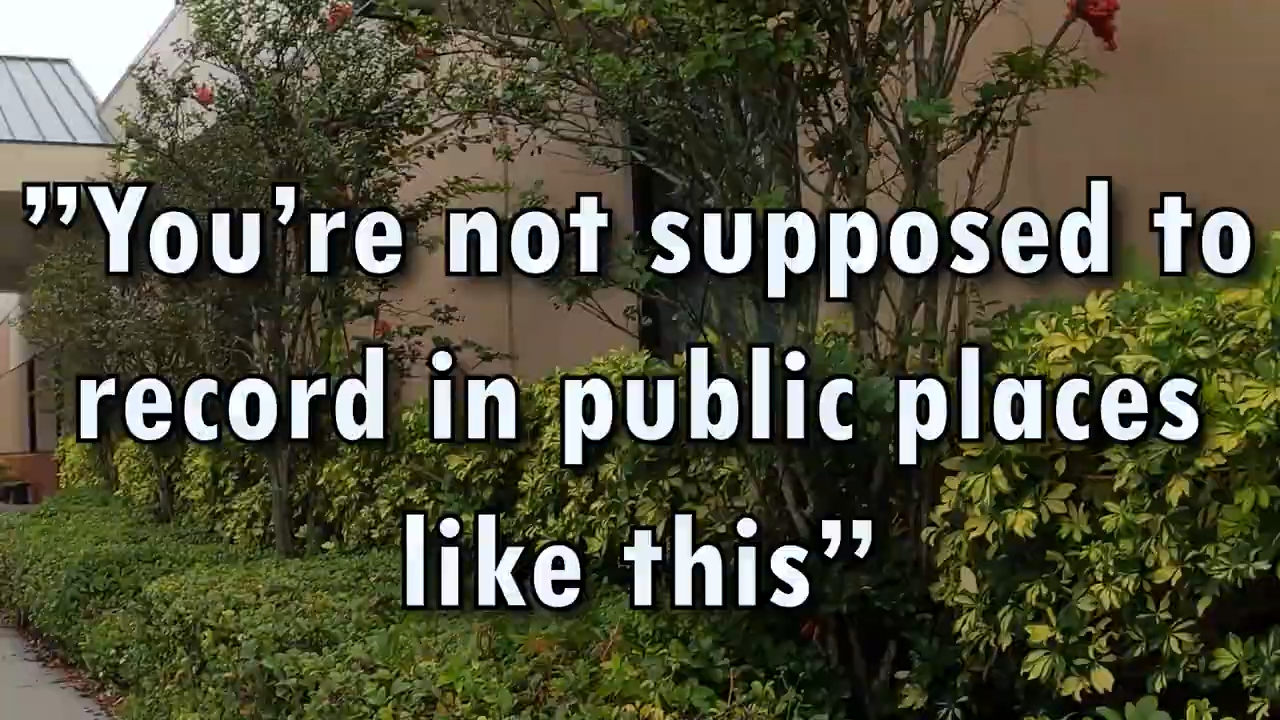 ”You’re not supposed to
record in public places
like this”